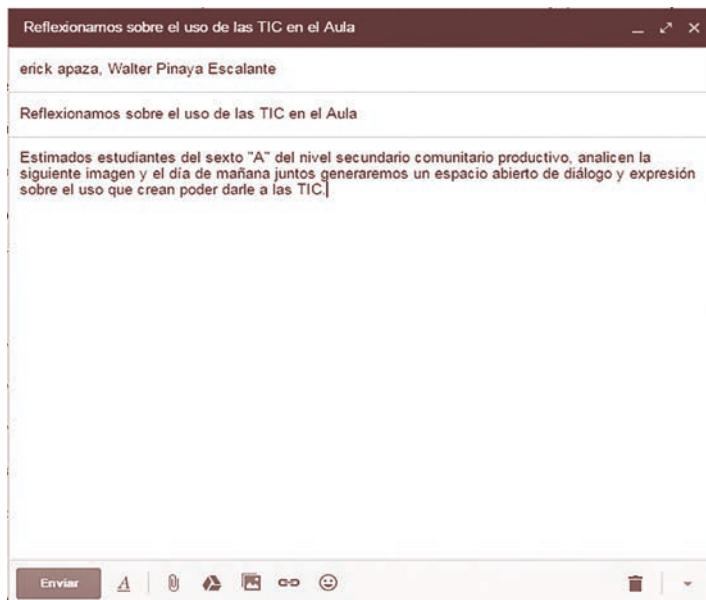 Reflexionamos sobre el uso de las TIC en el Aula
erick apaza, Walter Pinaya Escalante
Reflexionamos sobre el uso de las TIC en el Aula
Estimados estudiantes del sexto "A" del nivel secundario comunitario productivo, analicen la
siguiente imagen y el día de mañana juntos generaremos un espacio abierto de diálogo y expresión
sobre el uso que crean poder darle a las TIC.
Enviar A